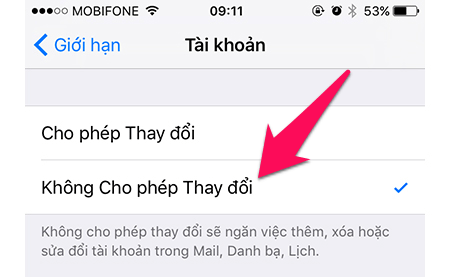 MOBIFONE 09:11 53%
Giới hạn Tài khoản
Cho phép Thay đổi
Không Cho phép Thay đổi
Không cho phép thay đổi sẽ ngăn việc thêm, xóa hoặc
sửa đổi tài khoản trong Mail, Danh bạ, Lịch.